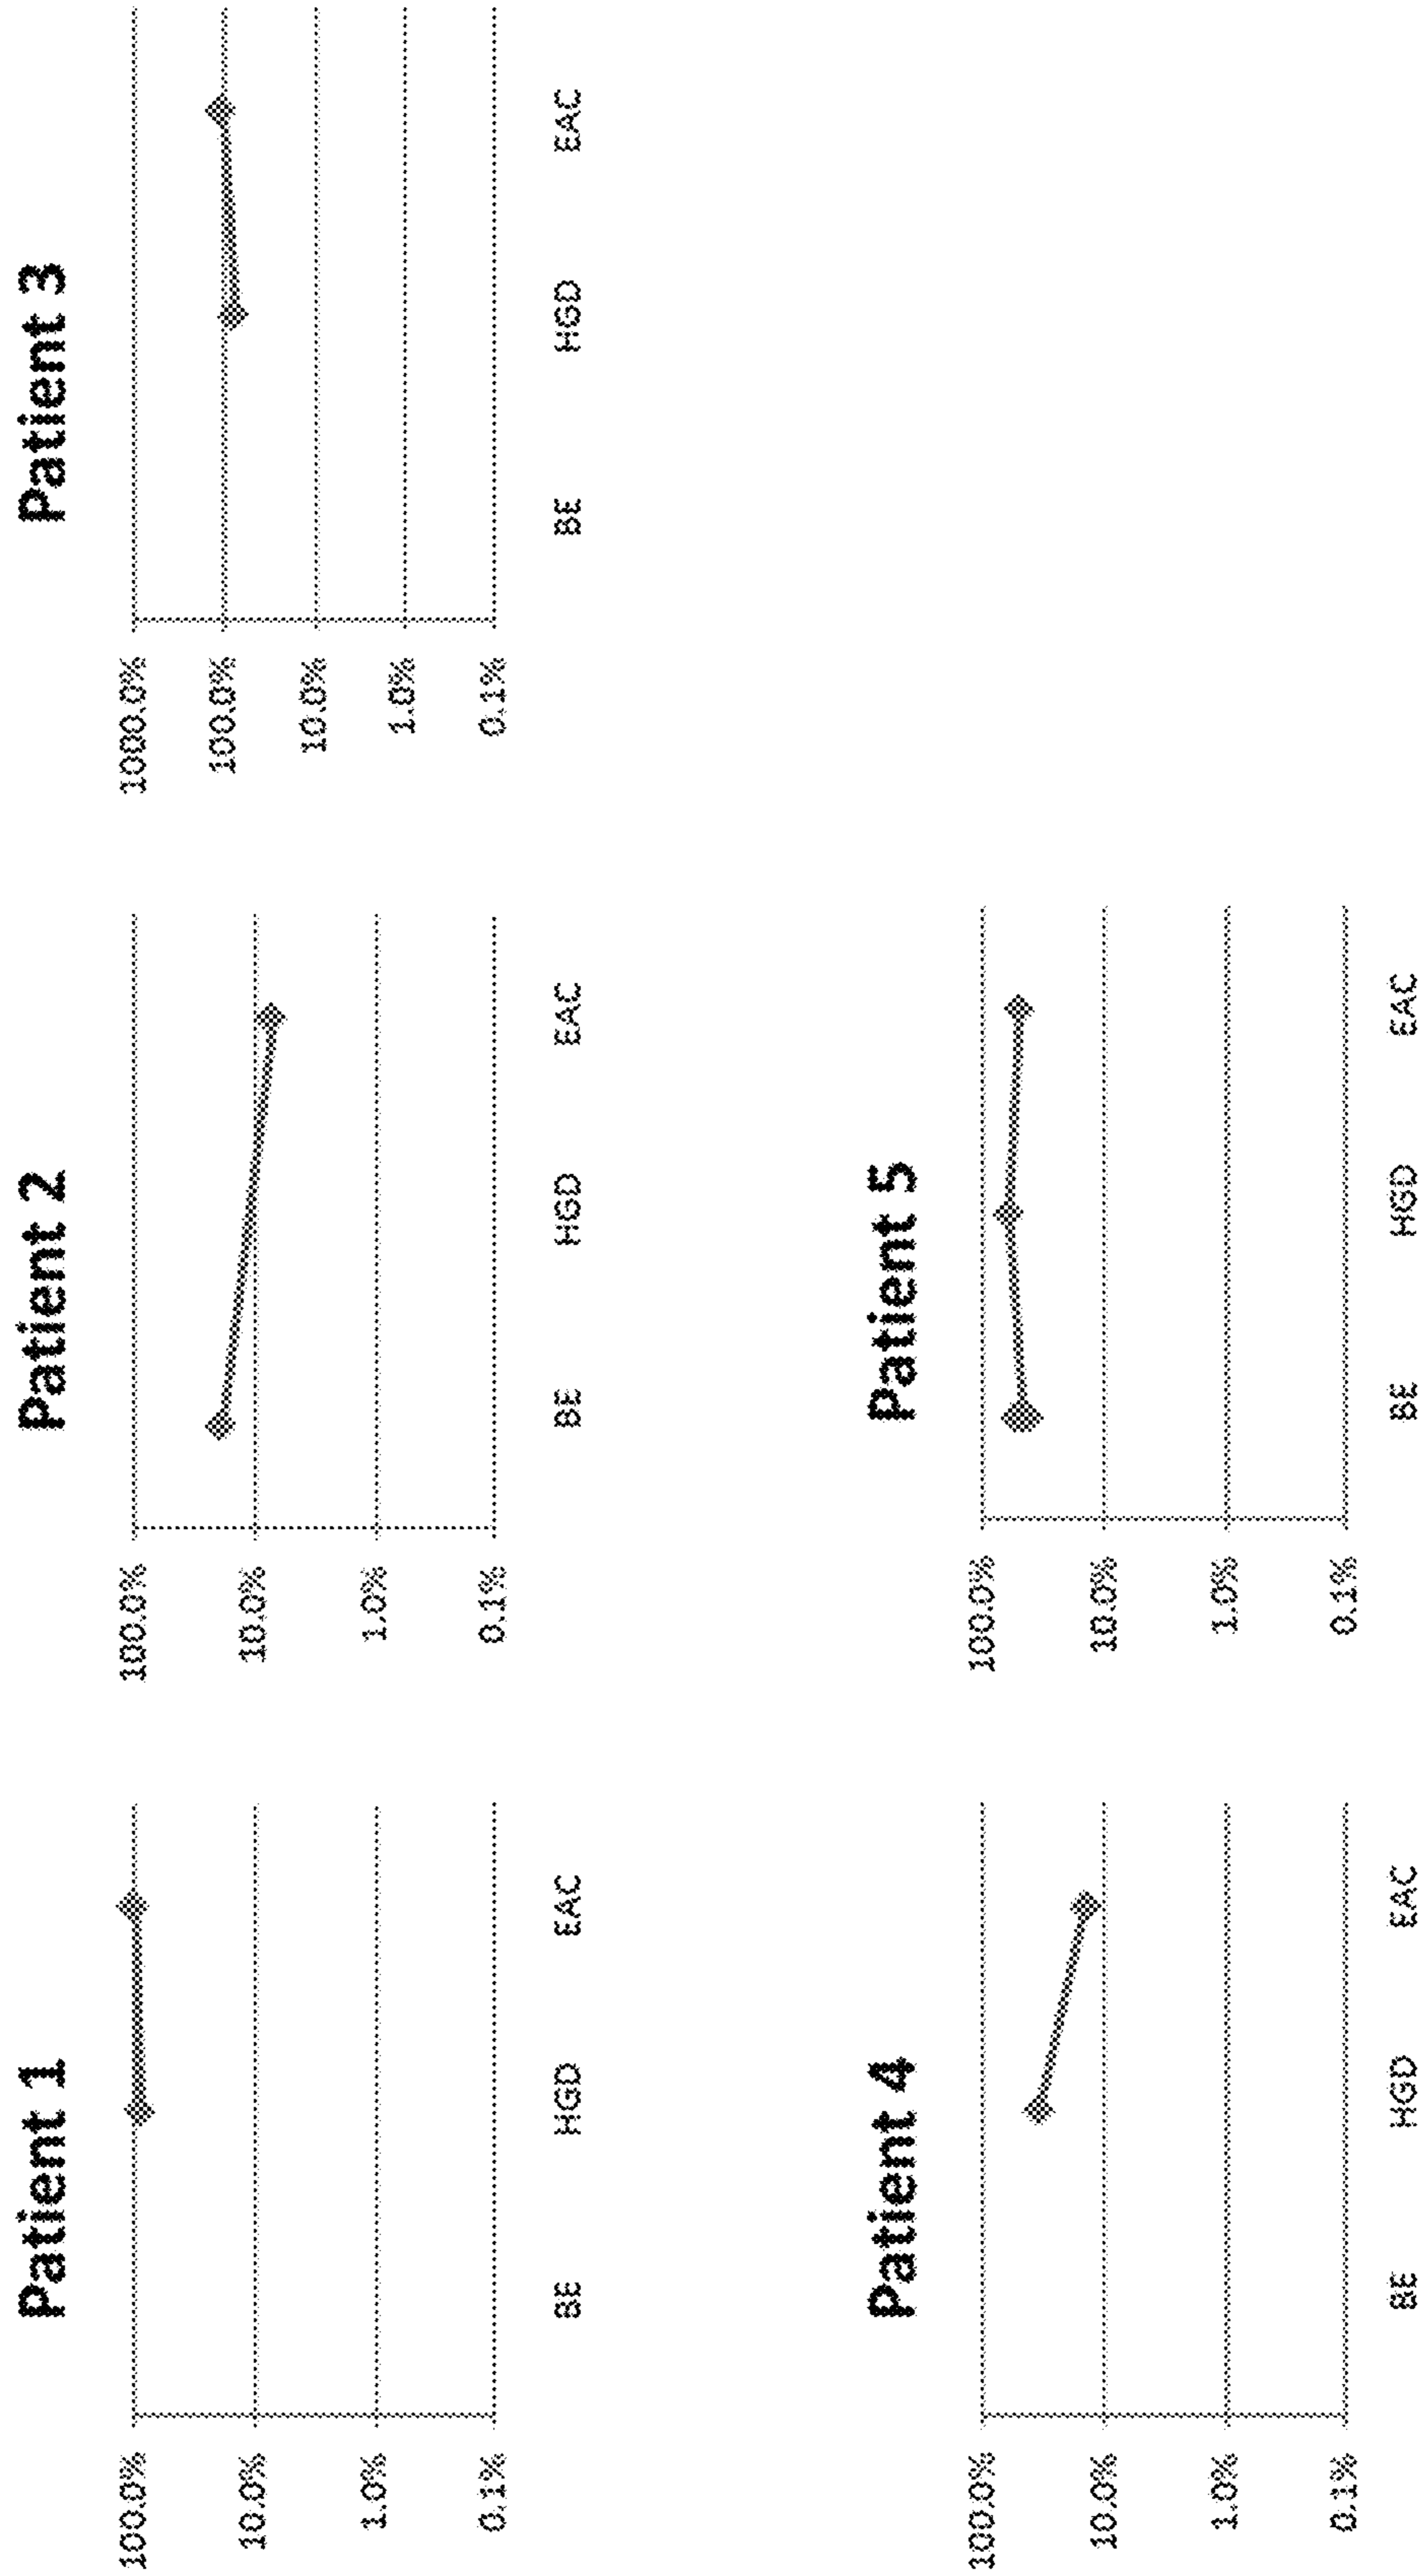 Patient 1
100.0%
10.0%
1.0%
0.1%
BE HGD EAC
Patient 2
100.0%
10.0%
1.0%
0.1%
BE HGD EAC
Patient 3
1000.0%
100.0%
10.0%
1.0%
0.1%
BE HGD EAC
Patient 4
100.0%
10.0%
1.0%
0.1%
BE HGD EAC
Patient 5
100.0%
10.0%
1.0%
0.1%
BE HGD EAC